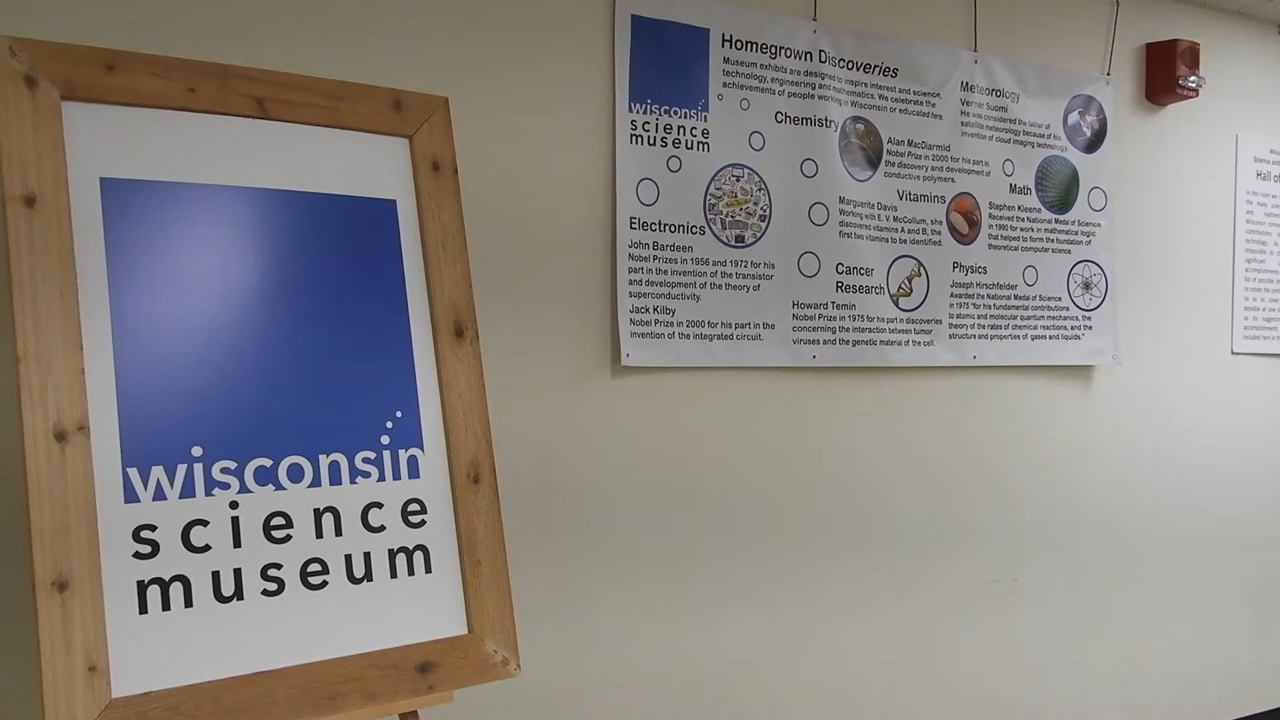 wisconsin
science
museum
wisconsin
science
museum
Homegrown Discoveries
Museum exhibits are designed to inspire interest and science,
technology, engineering and mathematics. We celebrate the
achievements of people working in Wisconsin or educated here.
Chemistry
Alan MacDiarmid
Nobel Prize in 2000 for his part in
the discovery and development of
conductive polymers.
Meteorology
Verner Suomi
He was considered the father of
satellite meteorology because of his
invention of cloud imaging technology.
Electronics
John Bardeen
Nobel Prizes in 1956 and 1972 for his
part in the invention of the transistor
and development of the theory of
superconductivity.
Jack Kilby
Nobel Prize in 2000 for his part in the
invention of the integrated circuit.
Vitamins
Marguerite Davis
Working with E. V. McCollum, she
discovered vitamins A and B, the
first two vitamins to be identified.
Math
Stephen Kleene
Received the National Medal of Science
in 1990 for work in mathematical logic
that helped to form the foundation of
theoretical computer science.
Cancer
Research
Howard Temin
Nobel Prize in 1975 for his part in discoveries
concerning the interaction between tumor
viruses and the genetic material of the cell.
Physics
Joseph Hirschfelder
Awarded the National Medal of Science
in 1975 "for his fundamental contributions
to atomic and molecular quantum mechanics, the
theory of the rates of chemical reactions, and the
structure and properties of gases and liquids."
Science and
Hall of